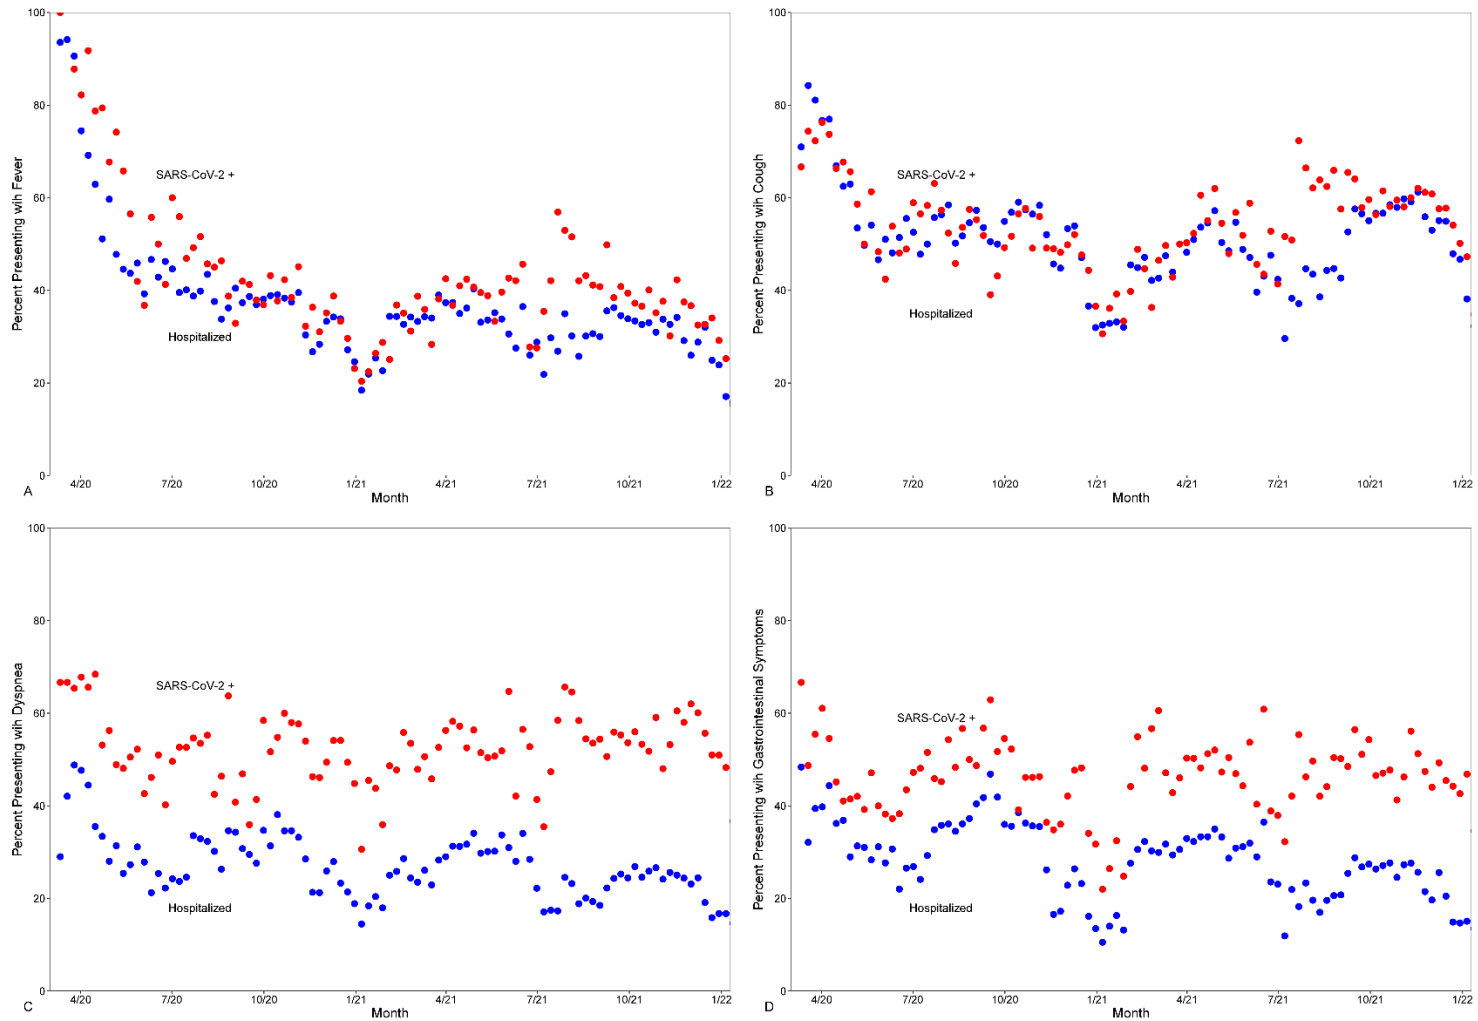 100
80
60
40
20
0
Percent Presenting wih Fever
SARS-CoV-2 +
Hospitalized
4/20 7/20 10/20 1/21 4/21 7/21 10/21 1/22
A
Month
100
80
60
40
20
0
Percent Presenting wih Cough
SARS-CoV-2 +
Hospitalized
4/20 7/20 10/20 1/21 4/21 7/21 10/21 1/22
B
Month
100
80
60
40
20
0
Percent Presenting wih Dyspnea
SARS-CoV-2 +
Hospitalized
4/20 7/20 10/20 1/21 4/21 7/21 10/21 1/22
C
Month
100
80
60
40
20
0
Percent Presenting wih Gastrointestinal Symptoms
SARS-CoV-2 +
Hospitalized
4/20 7/20 10/20 1/21 4/21 7/21 10/21 1/22
D
Month